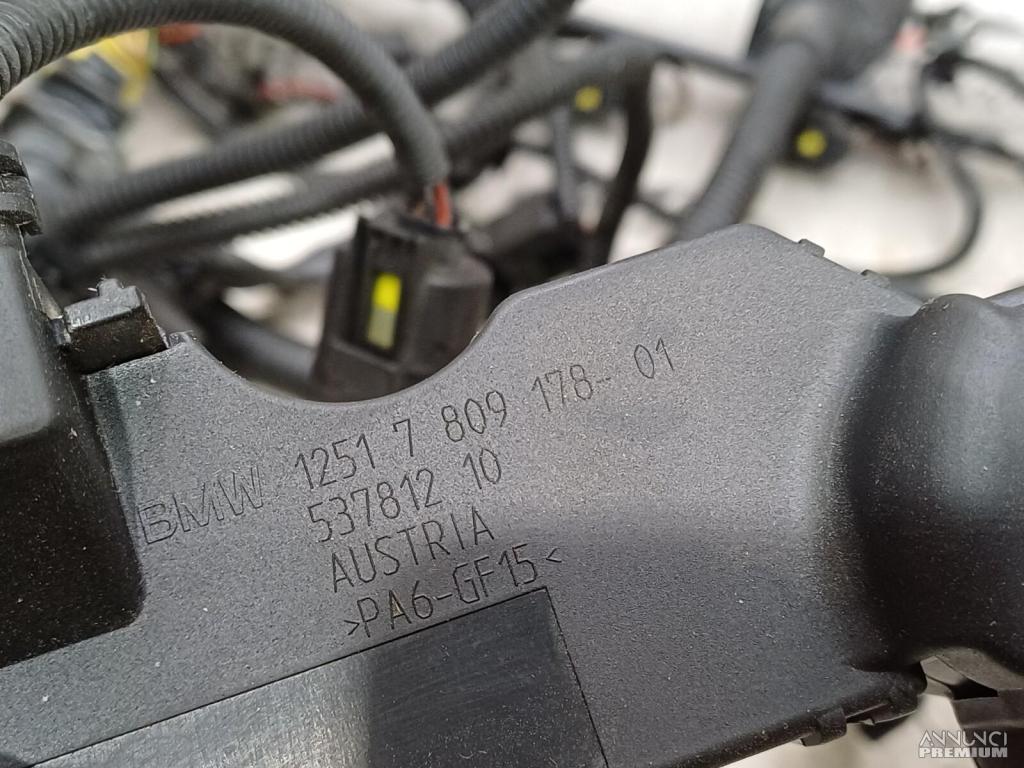 BMW 1251 7 809 178-01
537812 10
AUSTRIA
>PA6-GF15<
ANNUNCI
PREMIUM